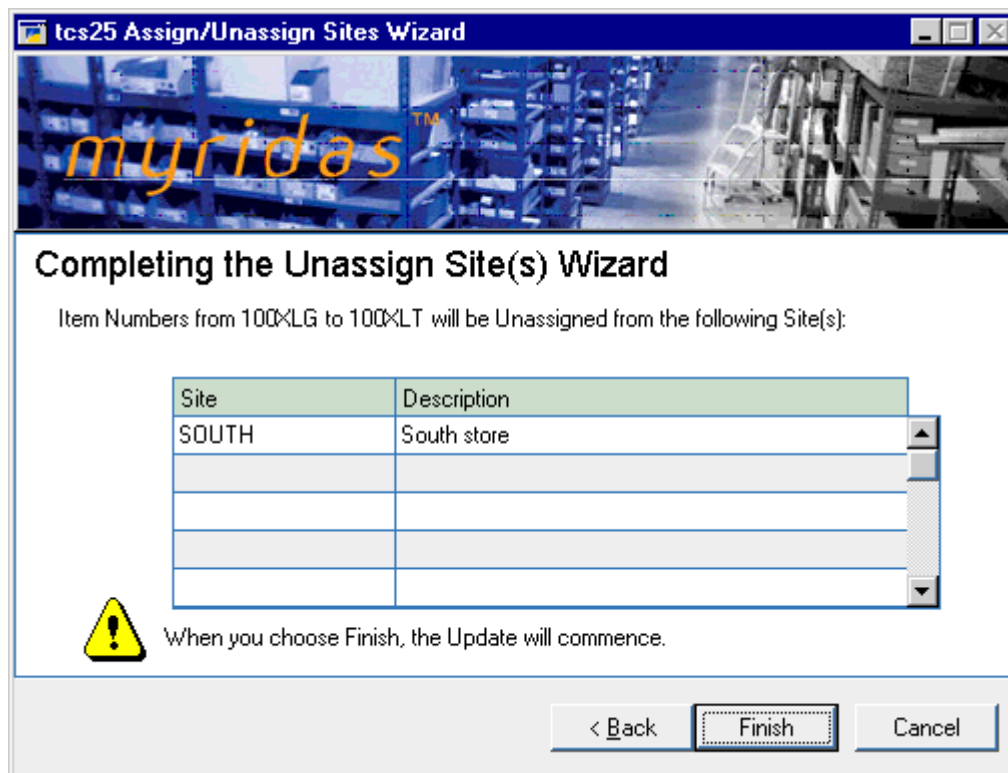 tcs25 Assign/Unassign Sites Wizard
myridas™
Completing the Unassign Site(s) Wizard
Item Numbers from 100XLG to 100XLT will be Unassigned from the following Site(s):
Site Description
SOUTH South store
When you choose Finish, the Update will commence.
< Back Finish Cancel